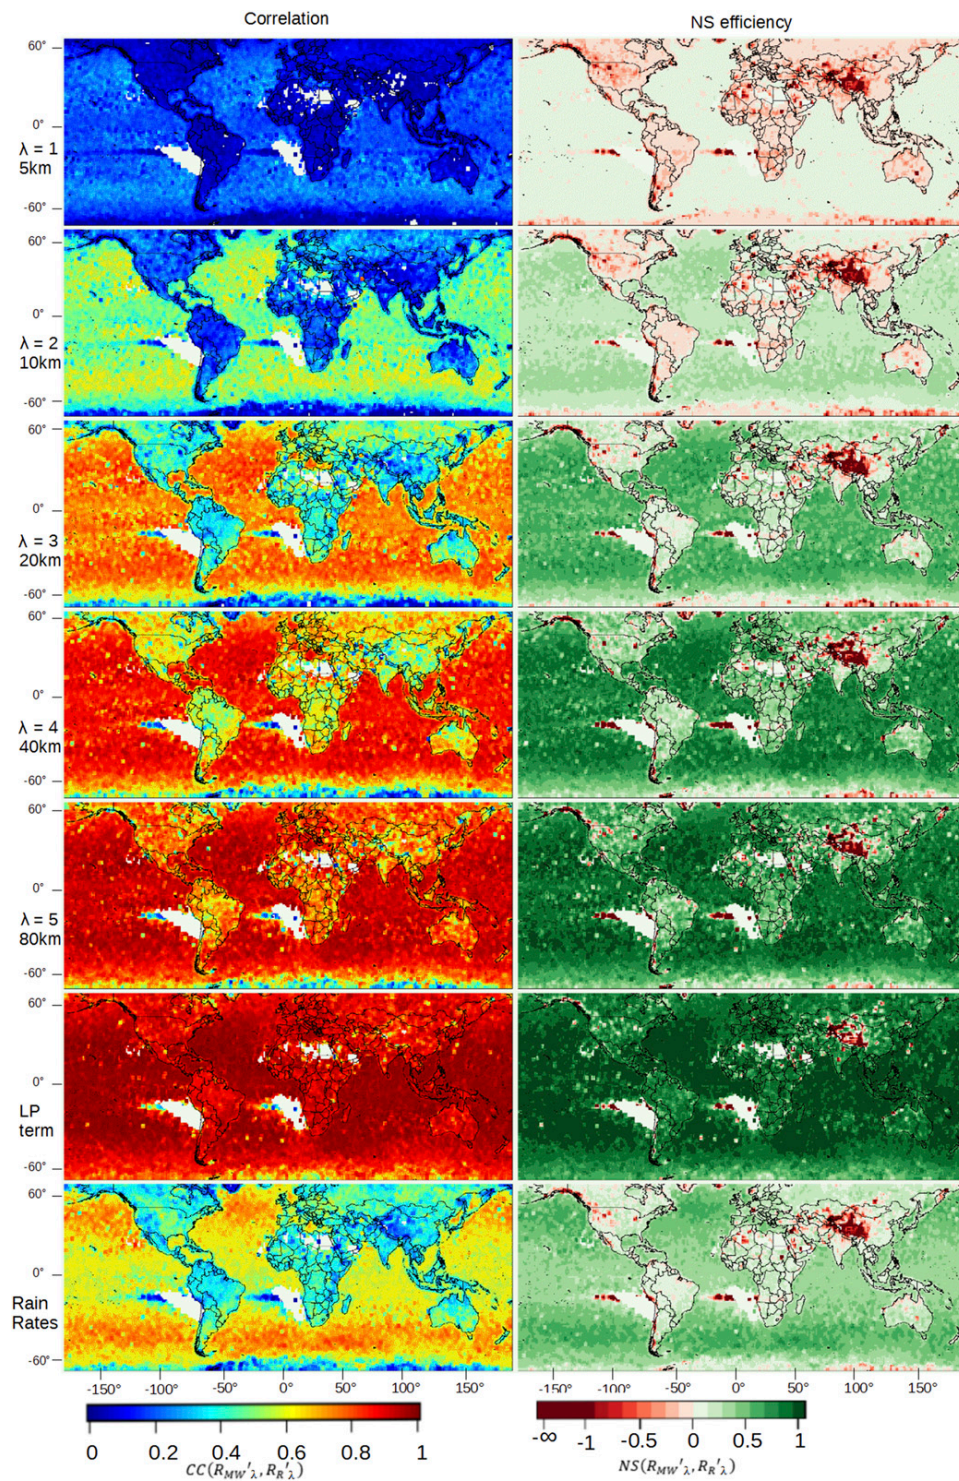 Correlation
NS efficiency
60°
0°
λ = 1
5km
-60°
60°
0°
λ = 2
10km
-60°
60°
0°
λ = 3
20km
-60°
60°
0°
λ = 4
40km
-60°
60°
0°
λ = 5
80km
-60°
60°
0°
LP
term
-60°
60°
0°
Rain
Rates
-60°
-150° -100° -50° 0° 50° 100° 150°
-150° -100° -50° 0° 50° 100° 150°
0 0.2 0.4 0.6 0.8 1
-∞ -1 -0.5 0 0.5 1
CC(R_MW'_λ, R_R'_λ)
NS(R_MW'_λ, R_R'_λ)